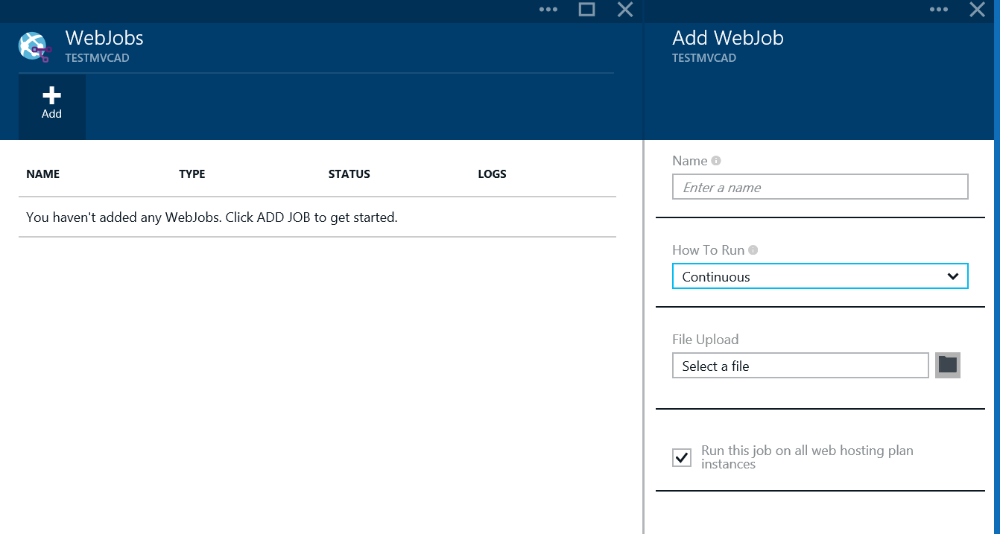 WebJobs
TESTMVCAD
Add
NAME TYPE STATUS LOGS
You haven't added any WebJobs. Click ADD JOB to get started.
Add WebJob
TESTMVCAD
Name
Enter a name
How To Run
Continuous
File Upload
Select a file
Run this job on all web hosting plan
instances